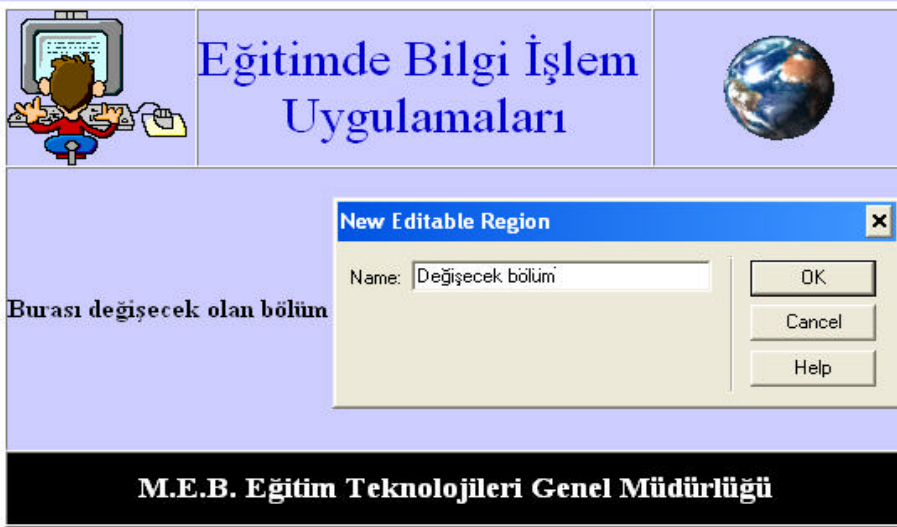 Eğitimde Bilgi İşlem
Uygulamaları
New Editable Region
Name: Değişecek bölüm
OK
Cancel
Help
Burası değişecek olan bölüm
M.E.B. Eğitim Teknolojileri Genel Müdürlüğü